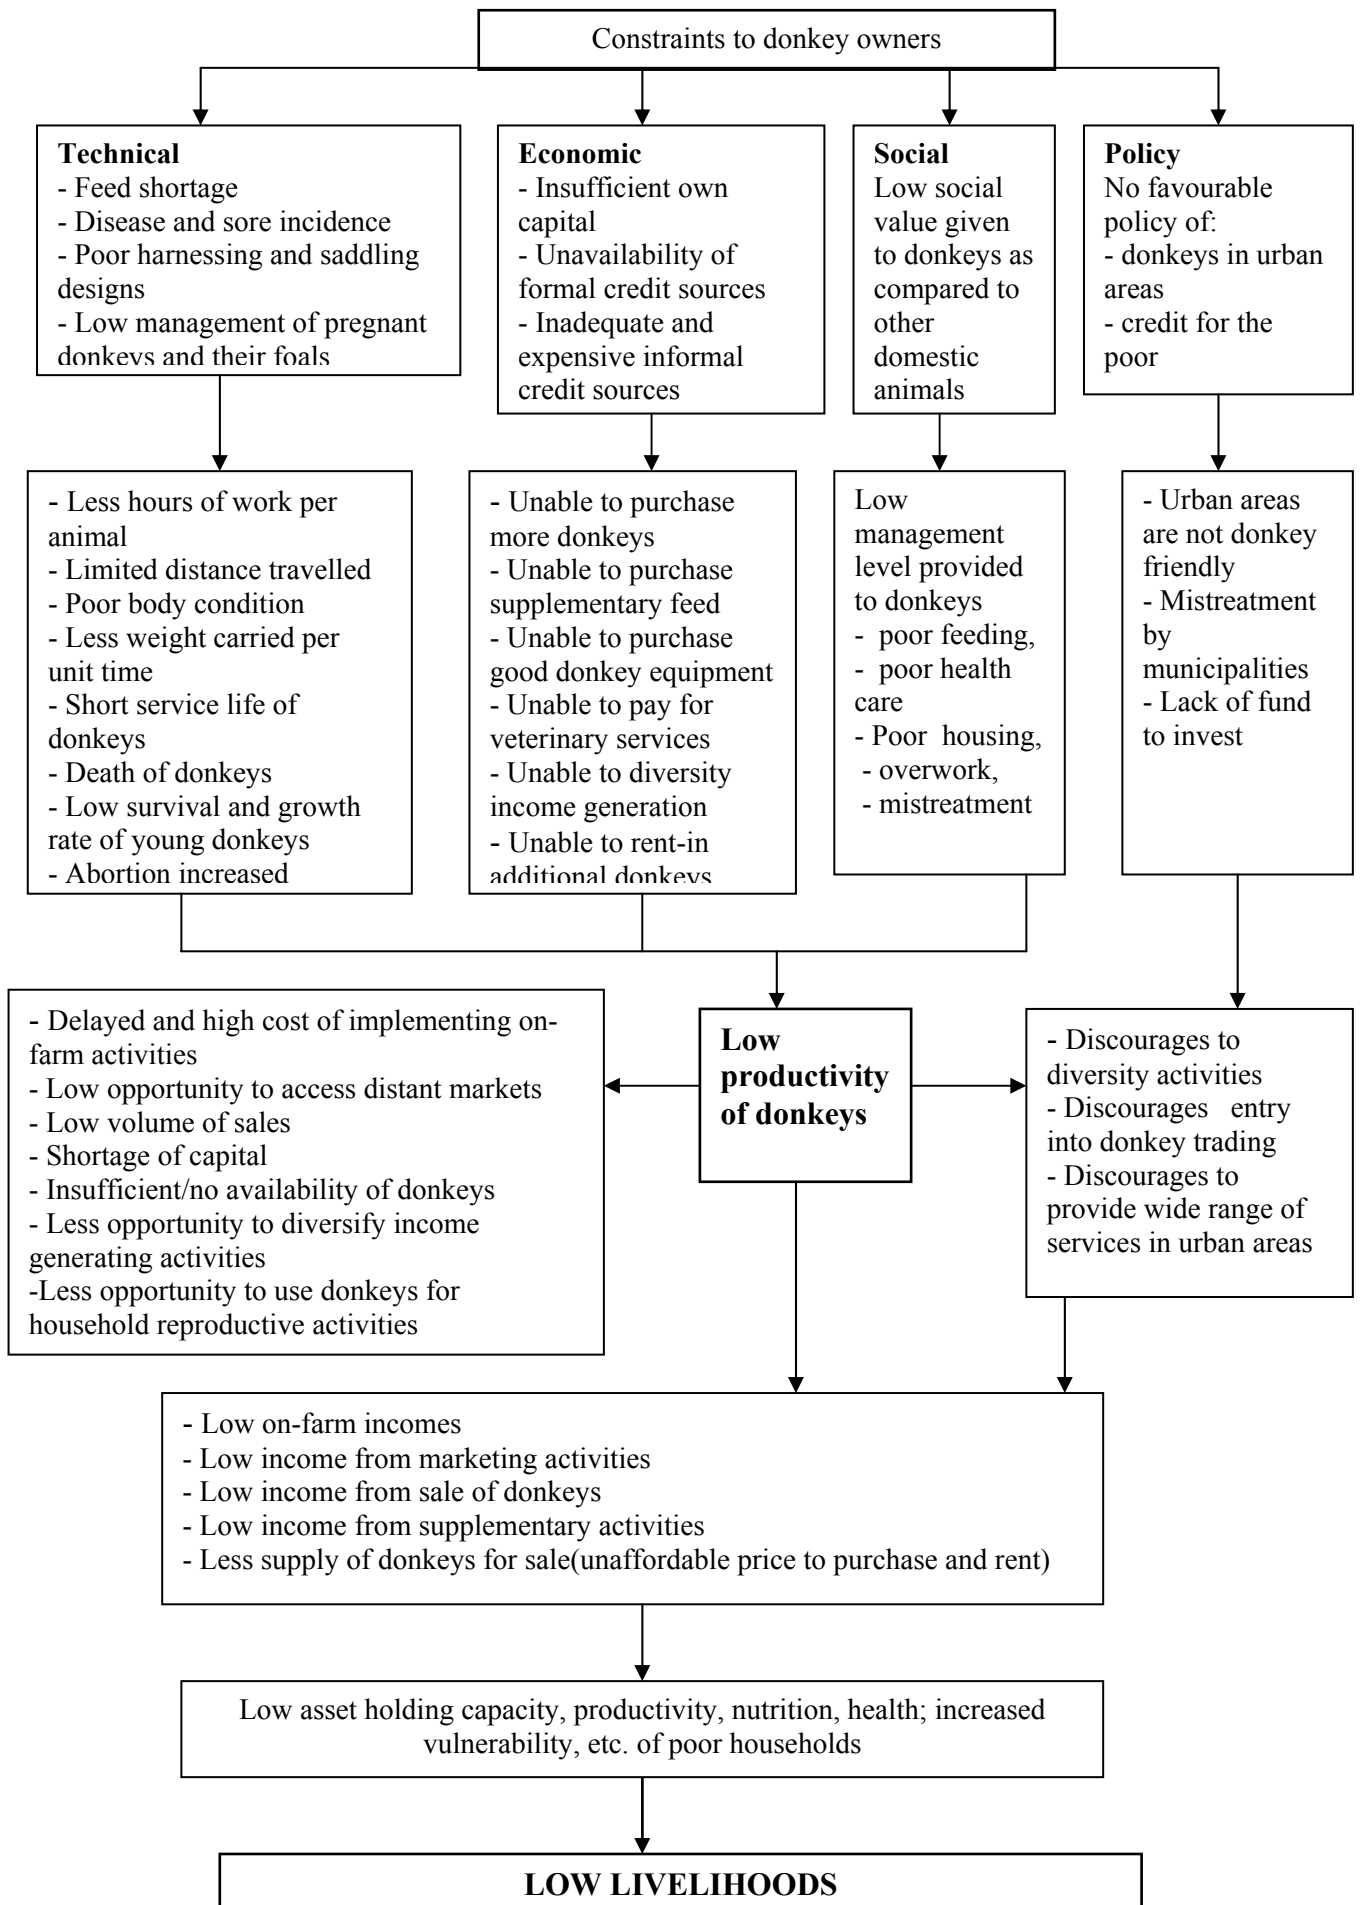 Constraints to donkey owners
Technical
- Feed shortage
- Disease and sore incidence
- Poor harnessing and saddling
designs
- Low management of pregnant
donkeys and their foals
Economic
- Insufficient own
capital
- Unavailability of
formal credit sources
- Inadequate and
expensive informal
credit sources
Social
Low social
value given
to donkeys as
compared to
other
domestic
animals
Policy
No favourable
policy of:
- donkeys in urban
areas
- credit for the
poor
- Less hours of work per
animal
- Limited distance travelled
- Poor body condition
- Less weight carried per
unit time
- Short service life of
donkeys
- Death of donkeys
- Low survival and growth
rate of young donkeys
- Abortion increased
- Unable to purchase
more donkeys
- Unable to purchase
supplementary feed
- Unable to purchase
good donkey equipment
- Unable to pay for
veterinary services
- Unable to diversity
income generation
- Unable to rent-in
additional donkeys
Low
management
level provided
to donkeys
- poor feeding,
- poor health
care
- Poor housing,
- overwork,
- mistreatment
- Urban areas
are not donkey
friendly
- Mistreatment
by
municipalities
- Lack of fund
to invest
- Delayed and high cost of implementing on-
farm activities
- Low opportunity to access distant markets
- Low volume of sales
- Shortage of capital
- Insufficient/no availability of donkeys
- Less opportunity to diversify income
generating activities
-Less opportunity to use donkeys for
household reproductive activities
Low
productivity
of donkeys
- Discourages to
diversity activities
- Discourages entry
into donkey trading
- Discourages to
provide wide range of
services in urban areas
- Low on-farm incomes
- Low income from marketing activities
- Low income from sale of donkeys
- Low income from supplementary activities
- Less supply of donkeys for sale(unaffordable price to purchase and rent)
Low asset holding capacity, productivity, nutrition, health; increased
vulnerability, etc. of poor households
LOW LIVELIHOODS